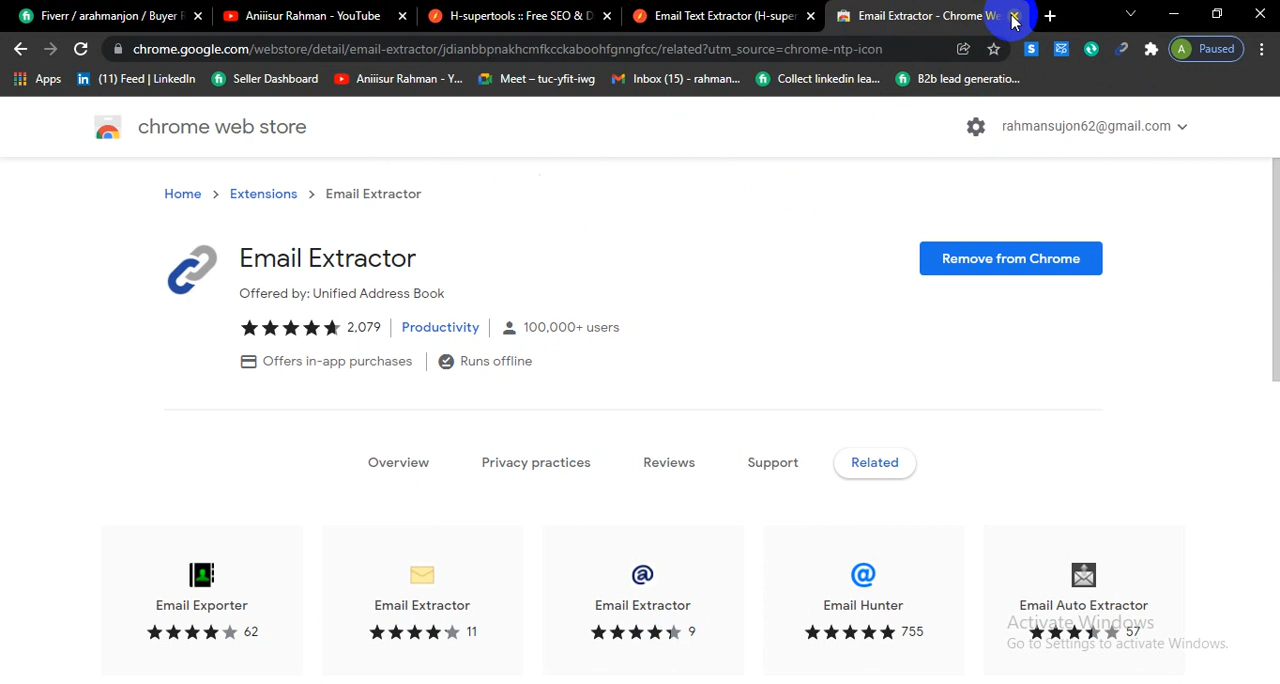 Fiverr / arahmanjon / Buyer R
Aniiisur Rahman - YouTube
H-supertools :: Free SEO & D
Email Text Extractor (H-super
Email Extractor - Chrome We
chrome.google.com/webstore/detail/email-extractor/jdianbbpnakhcmfkcckaboohfgnngfcc/related?utm_source=chrome-ntp-icon
S
A Paused
Apps
(11) Feed | LinkedIn
Seller Dashboard
Aniiisur Rahman - Y...
Meet – tuc-yfit-iwg
Inbox (15) - rahman...
Collect linkedin lea...
B2b lead generatio...
chrome web store
rahmansujon62@gmail.com
Home > Extensions > Email Extractor
Email Extractor
Remove from Chrome
Offered by: Unified Address Book
2,079 | Productivity | 100,000+ users
Offers in-app purchases | Runs offline
Overview
Privacy practices
Reviews
Support
Related
Email Exporter
62
Email Extractor
11
Email Extractor
9
Email Hunter
755
Email Auto Extractor
57
Activate Windows
Go to Settings to activate Windows.